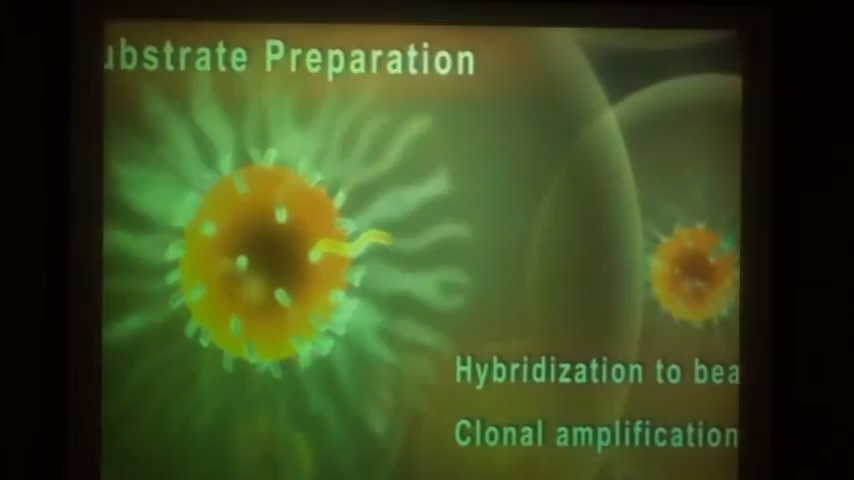 ubstrate Preparation
Hybridization to bea
Clonal amplification